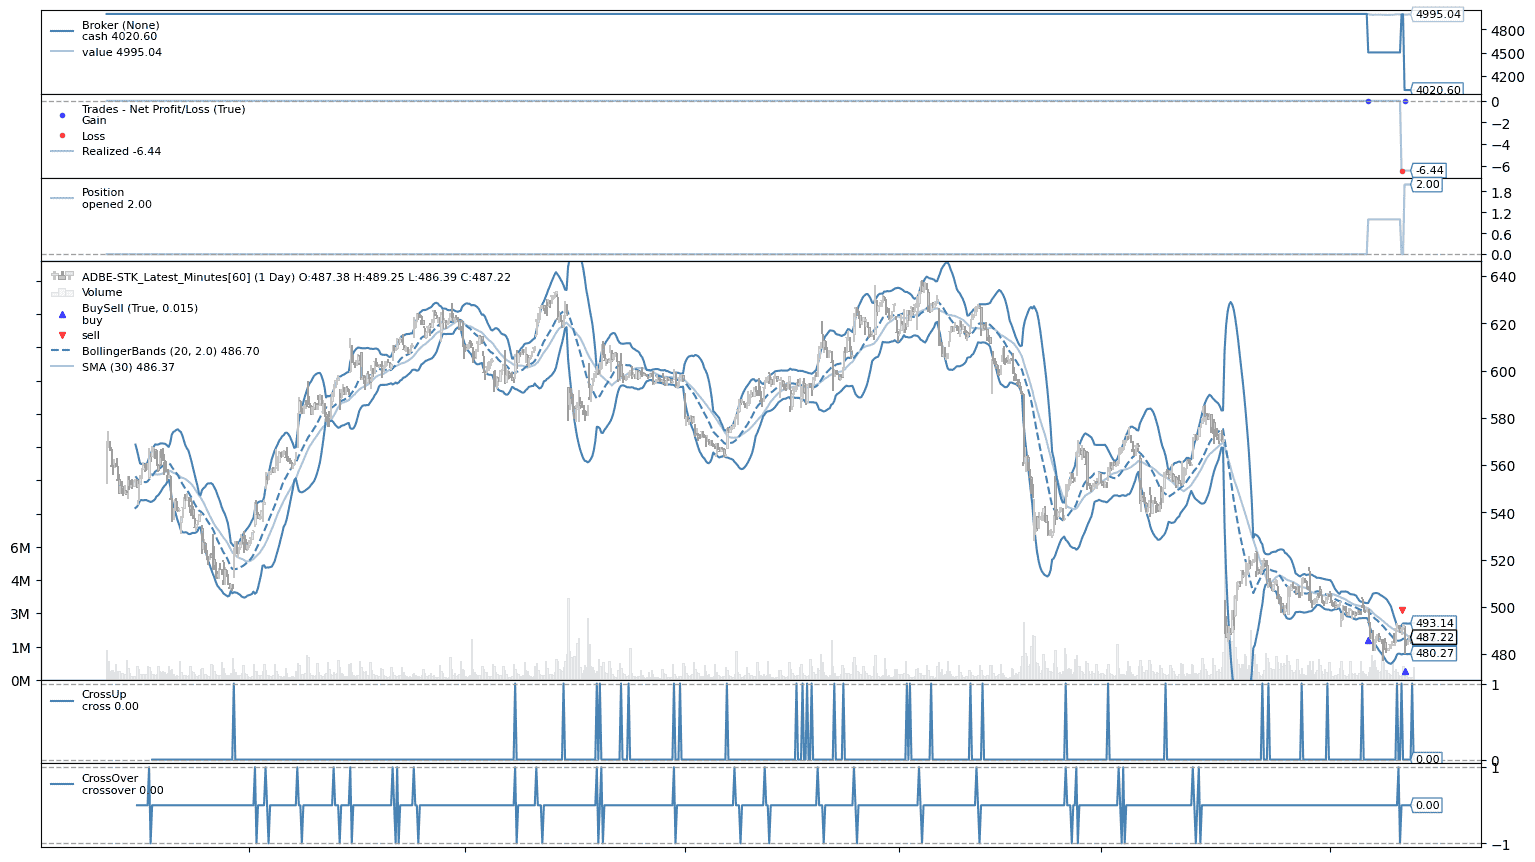 Broker (None)
cash 4020.60
value 4995.04
4995.04
4800
4500
4200
4020.60
Trades - Net Profit/Loss (True)
Gain
Loss
Realized -6.44
0
−2
−4
−6
-6.44
Position
opened 2.00
2.00
1.8
1.2
0.6
0.0
ADBE-STK_Latest_Minutes[60] (1 Day) O:487.38 H:489.25 L:486.39 C:487.22
Volume
BuySell (True, 0.015)
buy
sell
BollingerBands (20, 2.0) 486.70
SMA (30) 486.37
640
620
600
580
560
540
520
500
480
493.14
487.22
480.27
6M
4M
3M
1M
0M
CrossUp
cross 0.00
1
0
0.00
CrossOver
crossover 0.00
1
0.00
−1